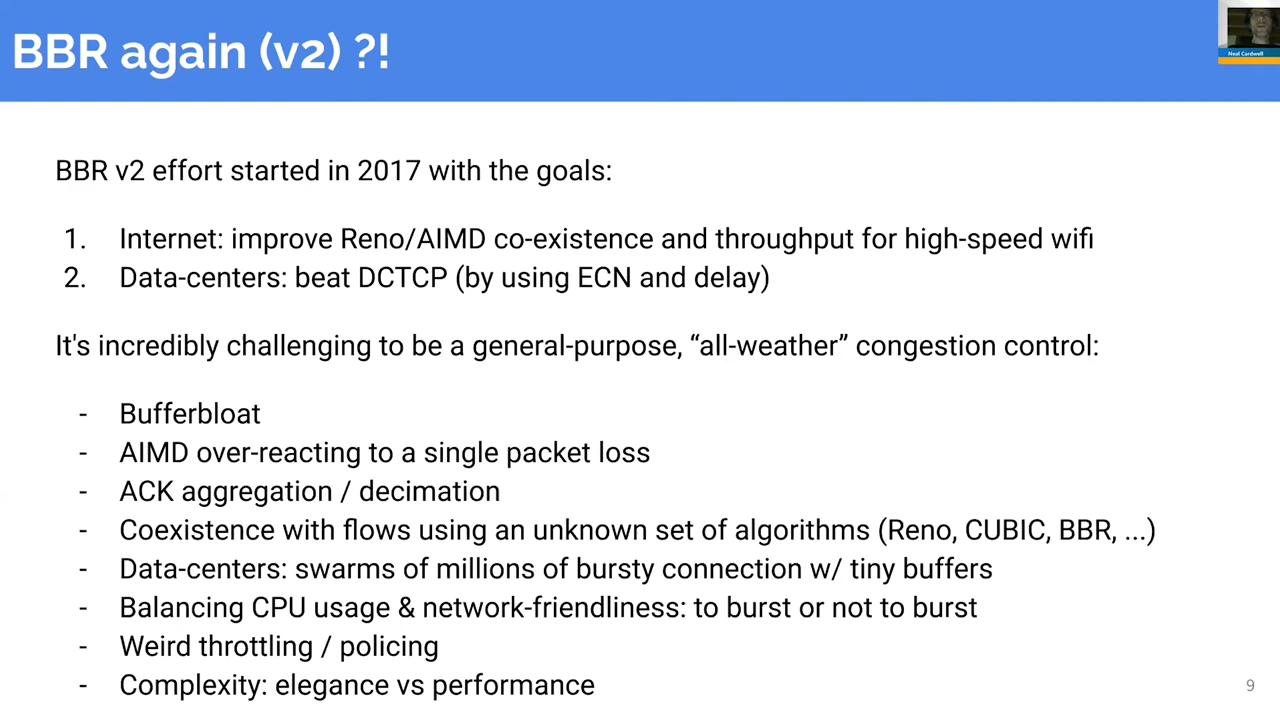 BBR again (v2) ?!
Neal Cardwell
BBR v2 effort started in 2017 with the goals:
1. Internet: improve Reno/AIMD co-existence and throughput for high-speed wifi
2. Data-centers: beat DCTCP (by using ECN and delay)
It's incredibly challenging to be a general-purpose, “all-weather” congestion control:
- Bufferbloat
- AIMD over-reacting to a single packet loss
- ACK aggregation / decimation
- Coexistence with flows using an unknown set of algorithms (Reno, CUBIC, BBR, ...)
- Data-centers: swarms of millions of bursty connection w/ tiny buffers
- Balancing CPU usage & network-friendliness: to burst or not to burst
- Weird throttling / policing
- Complexity: elegance vs performance
9